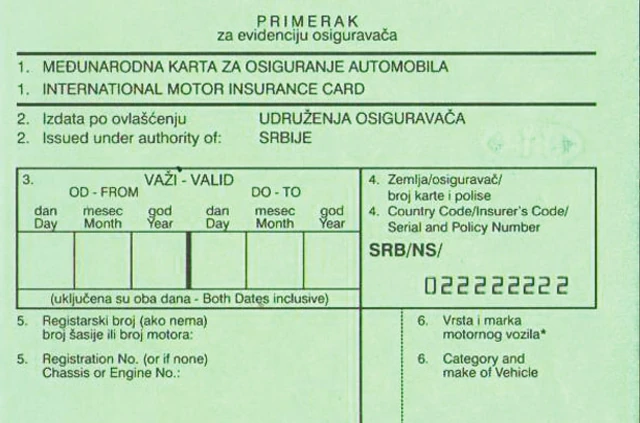 PRIMERAK
za evidenciju osiguravača
1. MEĐUNARODNA KARTA ZA OSIGURANJE AUTOMOBILA
1. INTERNATIONAL MOTOR INSURANCE CARD
2. Izdata po ovlašćenju UDRUŽENJA OSIGURAVAČA
2. Issued under authority of: SRBIJE
3. VAŽI - VALID
OD - FROM DO - TO
dan mesec god dan mesec god
Day Month Year Day Month Year
(uključena su oba dana - Both Dates inclusive)
4. Zemlja/osiguravač/
broj karte i polise
4. Country Code/Insurer's Code/
Serial and Policy Number
SRB/NS/
022222222
5. Registarski broj (ako nema)
broj šasije ili broj motora:
5. Registration No. (or if none)
Chassis or Engine No.:
6. Vrsta i marka
motornog vozila*
6. Category and
make of Vehicle